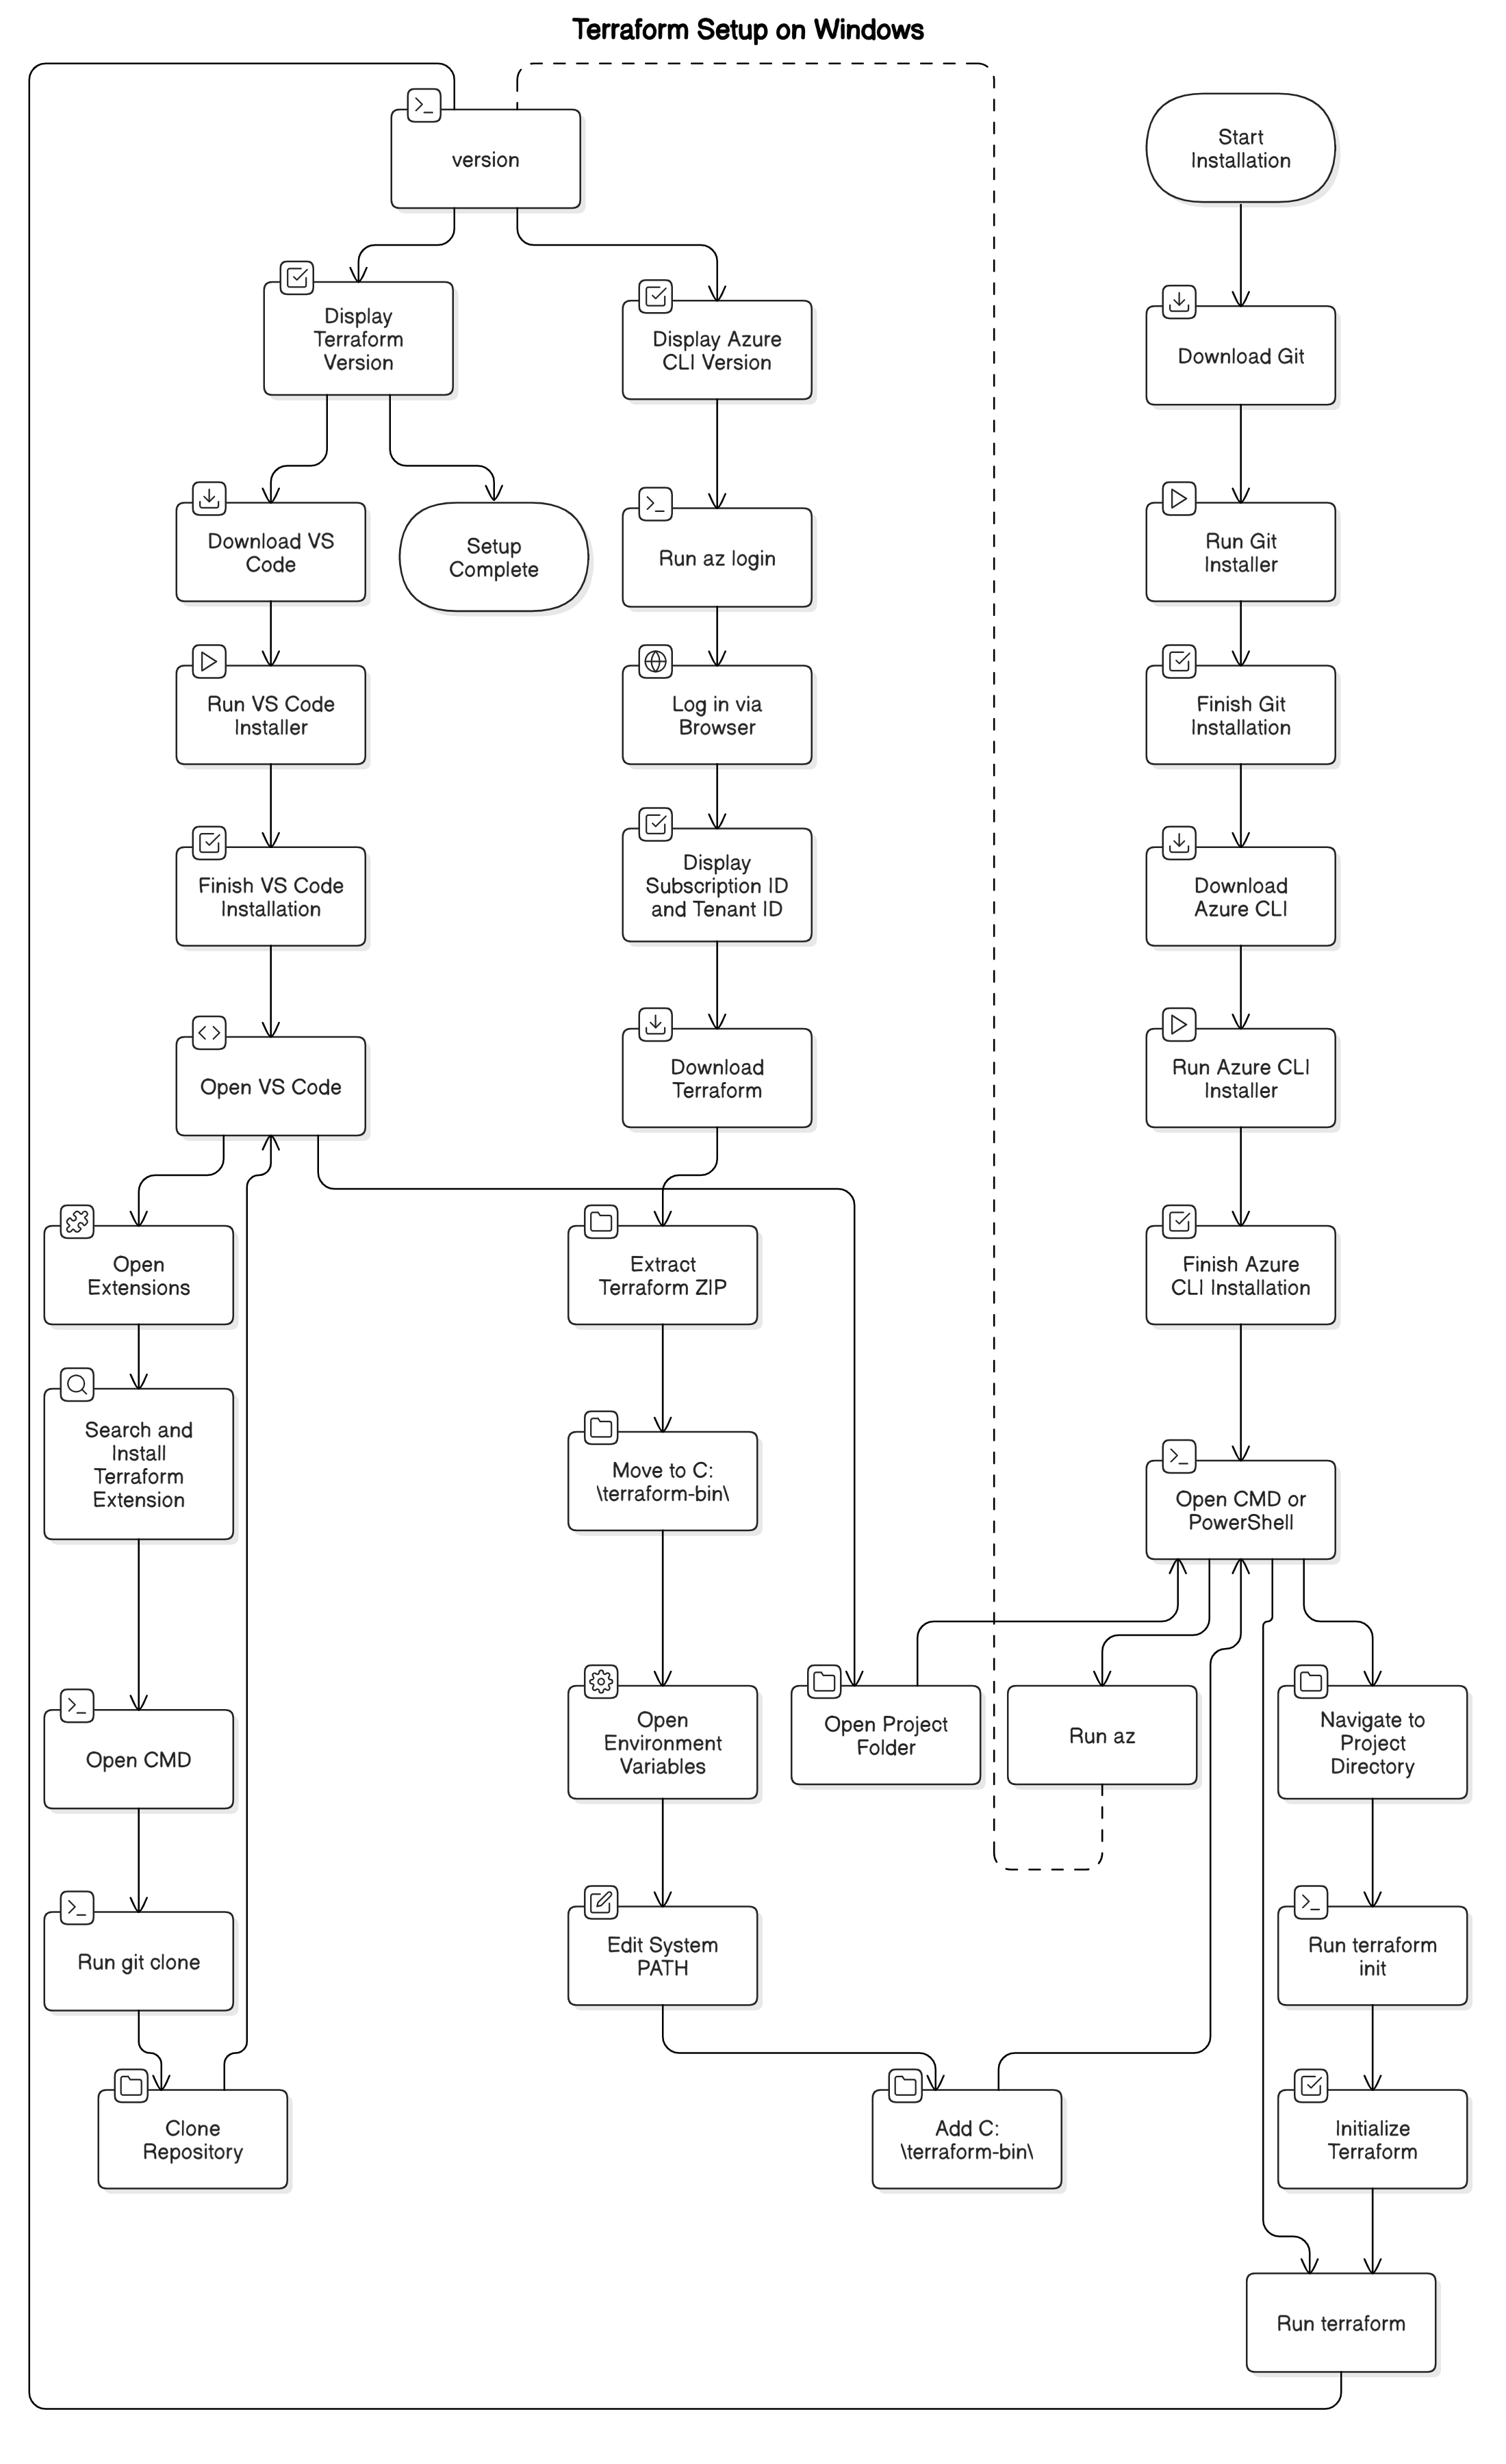 Terraform Setup on Windows
version
Start
Installation
Display
Terraform
Version
Display Azure
CLI Version
Download Git
Download VS
Code
Setup
Complete
Run az login
Run Git
Installer
Run VS Code
Installer
Log in via
Browser
Finish Git
Installation
Finish VS Code
Installation
Display
Subscription ID
and Tenant ID
Download
Azure CLI
Open VS Code
Download
Terraform
Run Azure CLI
Installer
Open
Extensions
Extract
Terraform ZIP
Finish Azure
CLI Installation
Search and
Install
Terraform
Extension
Move to C:
\terraform-bin\
Open CMD or
PowerShell
Open CMD
Open
Environment
Variables
Open Project
Folder
Run az
Navigate to
Project
Directory
Run git clone
Edit System
PATH
Run terraform
init
Clone
Repository
Add C:
\terraform-bin\
Initialize
Terraform
Run terraform